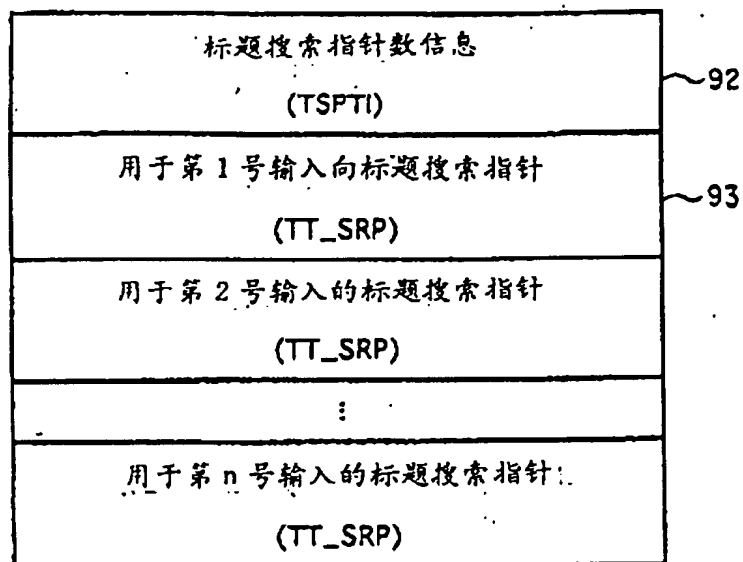 标题搜索指针数信息
(TSPTI)
92
用于第1号输入向标题搜索指针
(TT_SRP)
93
用于第2号输入的标题搜索指针
(TT_SRP)
⋮
用于第n号输入的标题搜索指针
(TT_SRP)